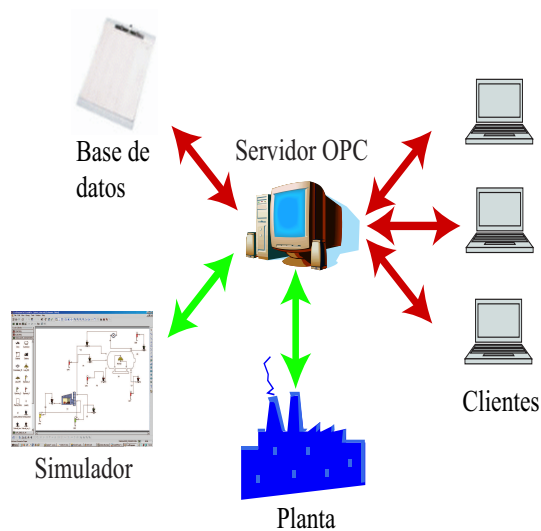 Servidor OPC
Base de
datos
Clientes
Simulador
Planta